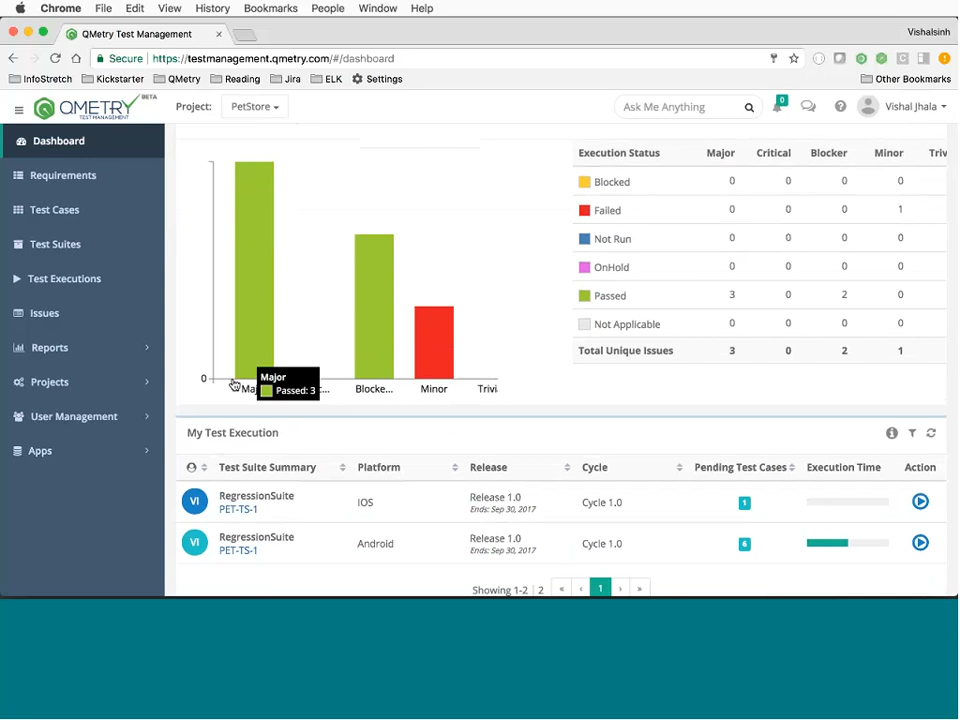 Chrome File Edit View History Bookmarks People Window Help
QMetry Test Management × Vishalsinh
Secure https://testmanagement.qmetry.com/#/dashboard
InfoStretch Kickstarter QMetry Reading Jira ELK Settings Other Bookmarks
QMETRY BETA
TEST MANAGEMENT
Project: PetStore Ask Me Anything 0 Vishal Jhala
Dashboard
Requirements
Test Cases
Test Suites
Test Executions
Issues
Reports
Projects
User Management
Apps
0
Maj
Blocke...
Minor
Trivi
Major
Passed: 3
Execution Status Major Critical Blocker Minor Triv
Blocked 0 0 0 0
Failed 0 0 0 1
Not Run 0 0 0 0
OnHold 0 0 0 0
Passed 3 0 2 0
Not Applicable 0 0 0 0
Total Unique Issues 3 0 2 1
My Test Execution
Test Suite Summary Platform Release Cycle Pending Test Cases Execution Time Action
VI RegressionSuite IOS Release 1.0 Cycle 1.0 1
PET-TS-1 Ends: Sep 30, 2017
VI RegressionSuite Android Release 1.0 Cycle 1.0 6
PET-TS-1 Ends: Sep 30, 2017
Showing 1-2 | 2 « ‹ 1 › »